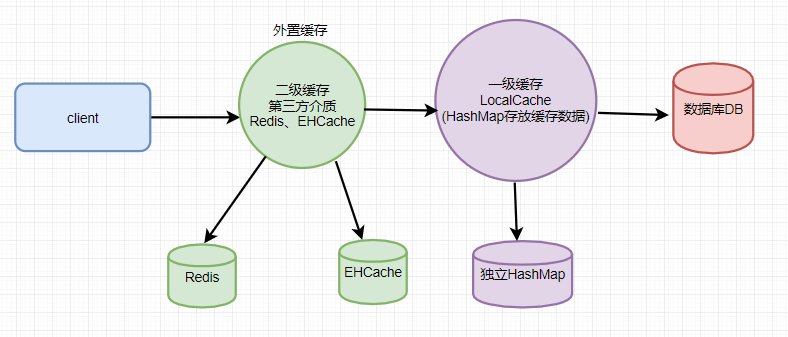 外置缓存
client
二级缓存
第三方介质
Redis、EHCache
一级缓存
LocalCache
(HashMap存放缓存数据)
数据库DB
Redis
EHCache
独立HashMap